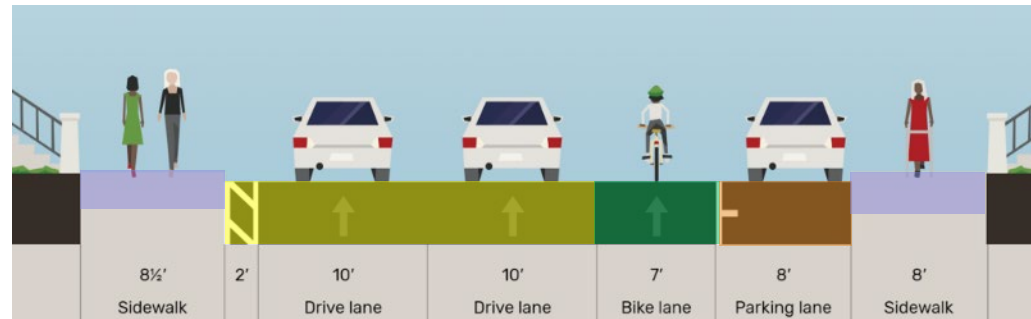 8½′ 2′ 10′ 10′ 7′ 8′ 8′
Sidewalk Drive lane Drive lane Bike lane Parking lane Sidewalk